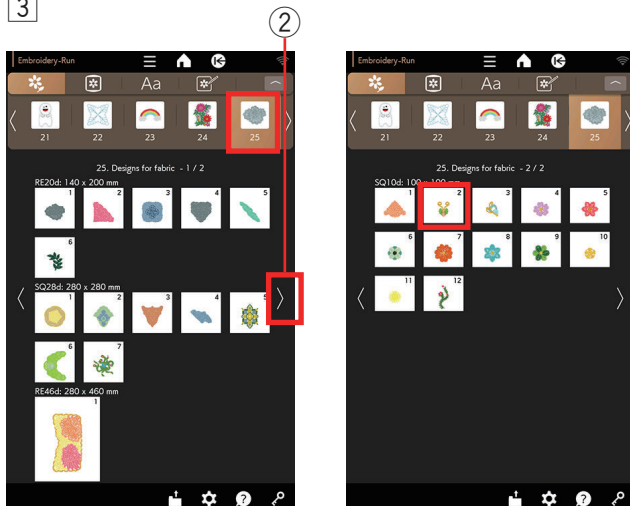 3
2
Embroidery-Run
Aa
21 22 23 24 25
25. Designs for fabric - 1 / 2
RE20d: 140 x 200 mm
1 2 3 4 5
6
SQ28d: 280 x 280 mm
1 2 3 4 5
6 7
RE46d: 280 x 460 mm
1
?
Embroidery-Run
Aa
21 22 23 24 25
25. Designs for fabric - 2 / 2
SQ10d: 100 x 100 mm
1 2 3 4 5
6 7 8 9 10
11 12
?